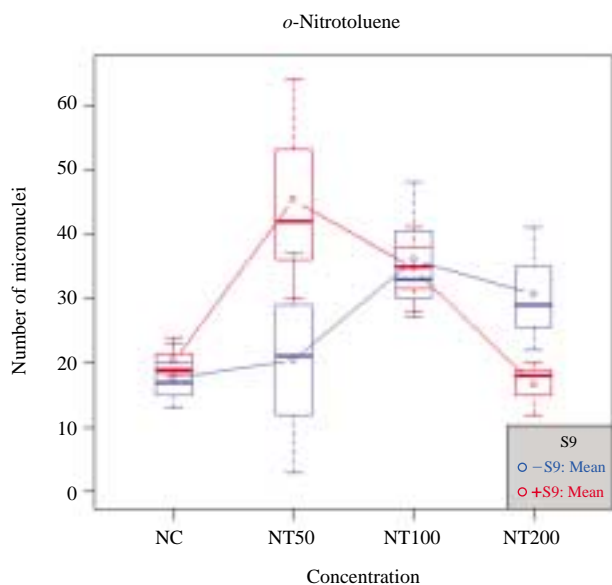 o-Nitrotoluene
Number of micronuclei
60
50
40
30
20
10
0
S9
−S9: Mean
+S9: Mean
NC NT50 NT100 NT200
Concentration